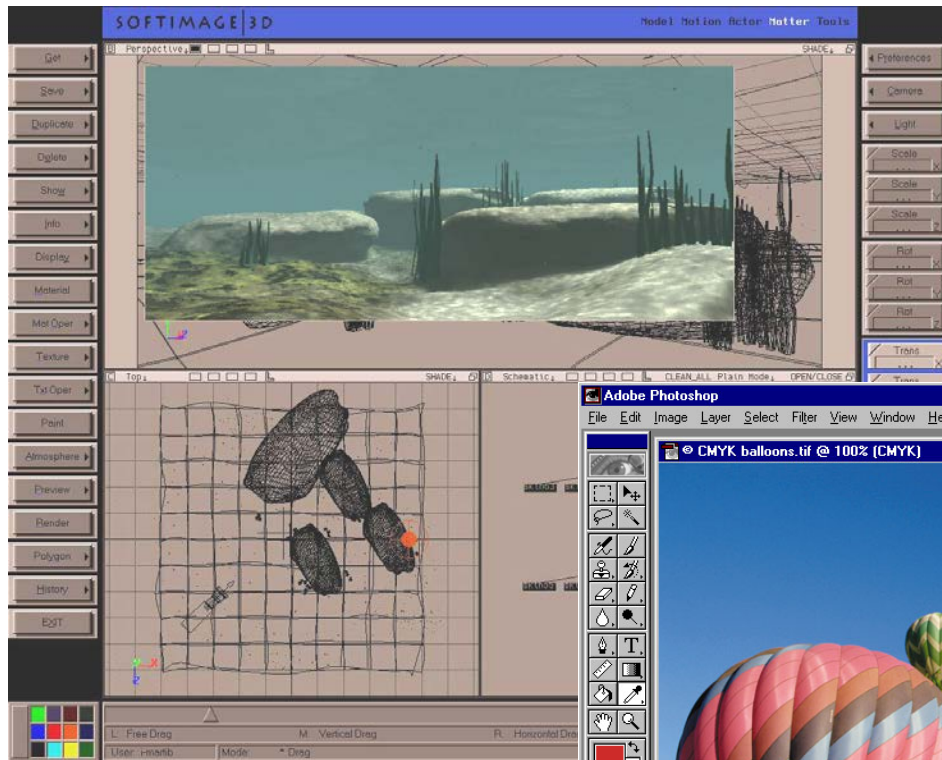 SOFTIMAGE|3D
Model Motion Actor Matter Tools
B Perspective SHADE
Get
Save
Duplicate
Delete
Show
Info
Display
Material
Mat Oper
Texture
Txt Oper
Paint
Atmosphere
Preview
Render
Polygon
History
EXIT
Preferences
Camera
Light
Scale
... X
Scale
...
Scale
... Z
Rot
... X
Rot
...
Rot
... Z
Trans
X
Trans
Top SHADE
Schematic CLEAN_ALL Plain Mode OPEN/CLOSE
L: Free Drag M: Vertical Drag R: Horizontal Dra
User: Mode: * Drag
Adobe Photoshop
File Edit Image Layer Select Filter View Window He
© CMYK balloons.tif @ 100% (CMYK)
T